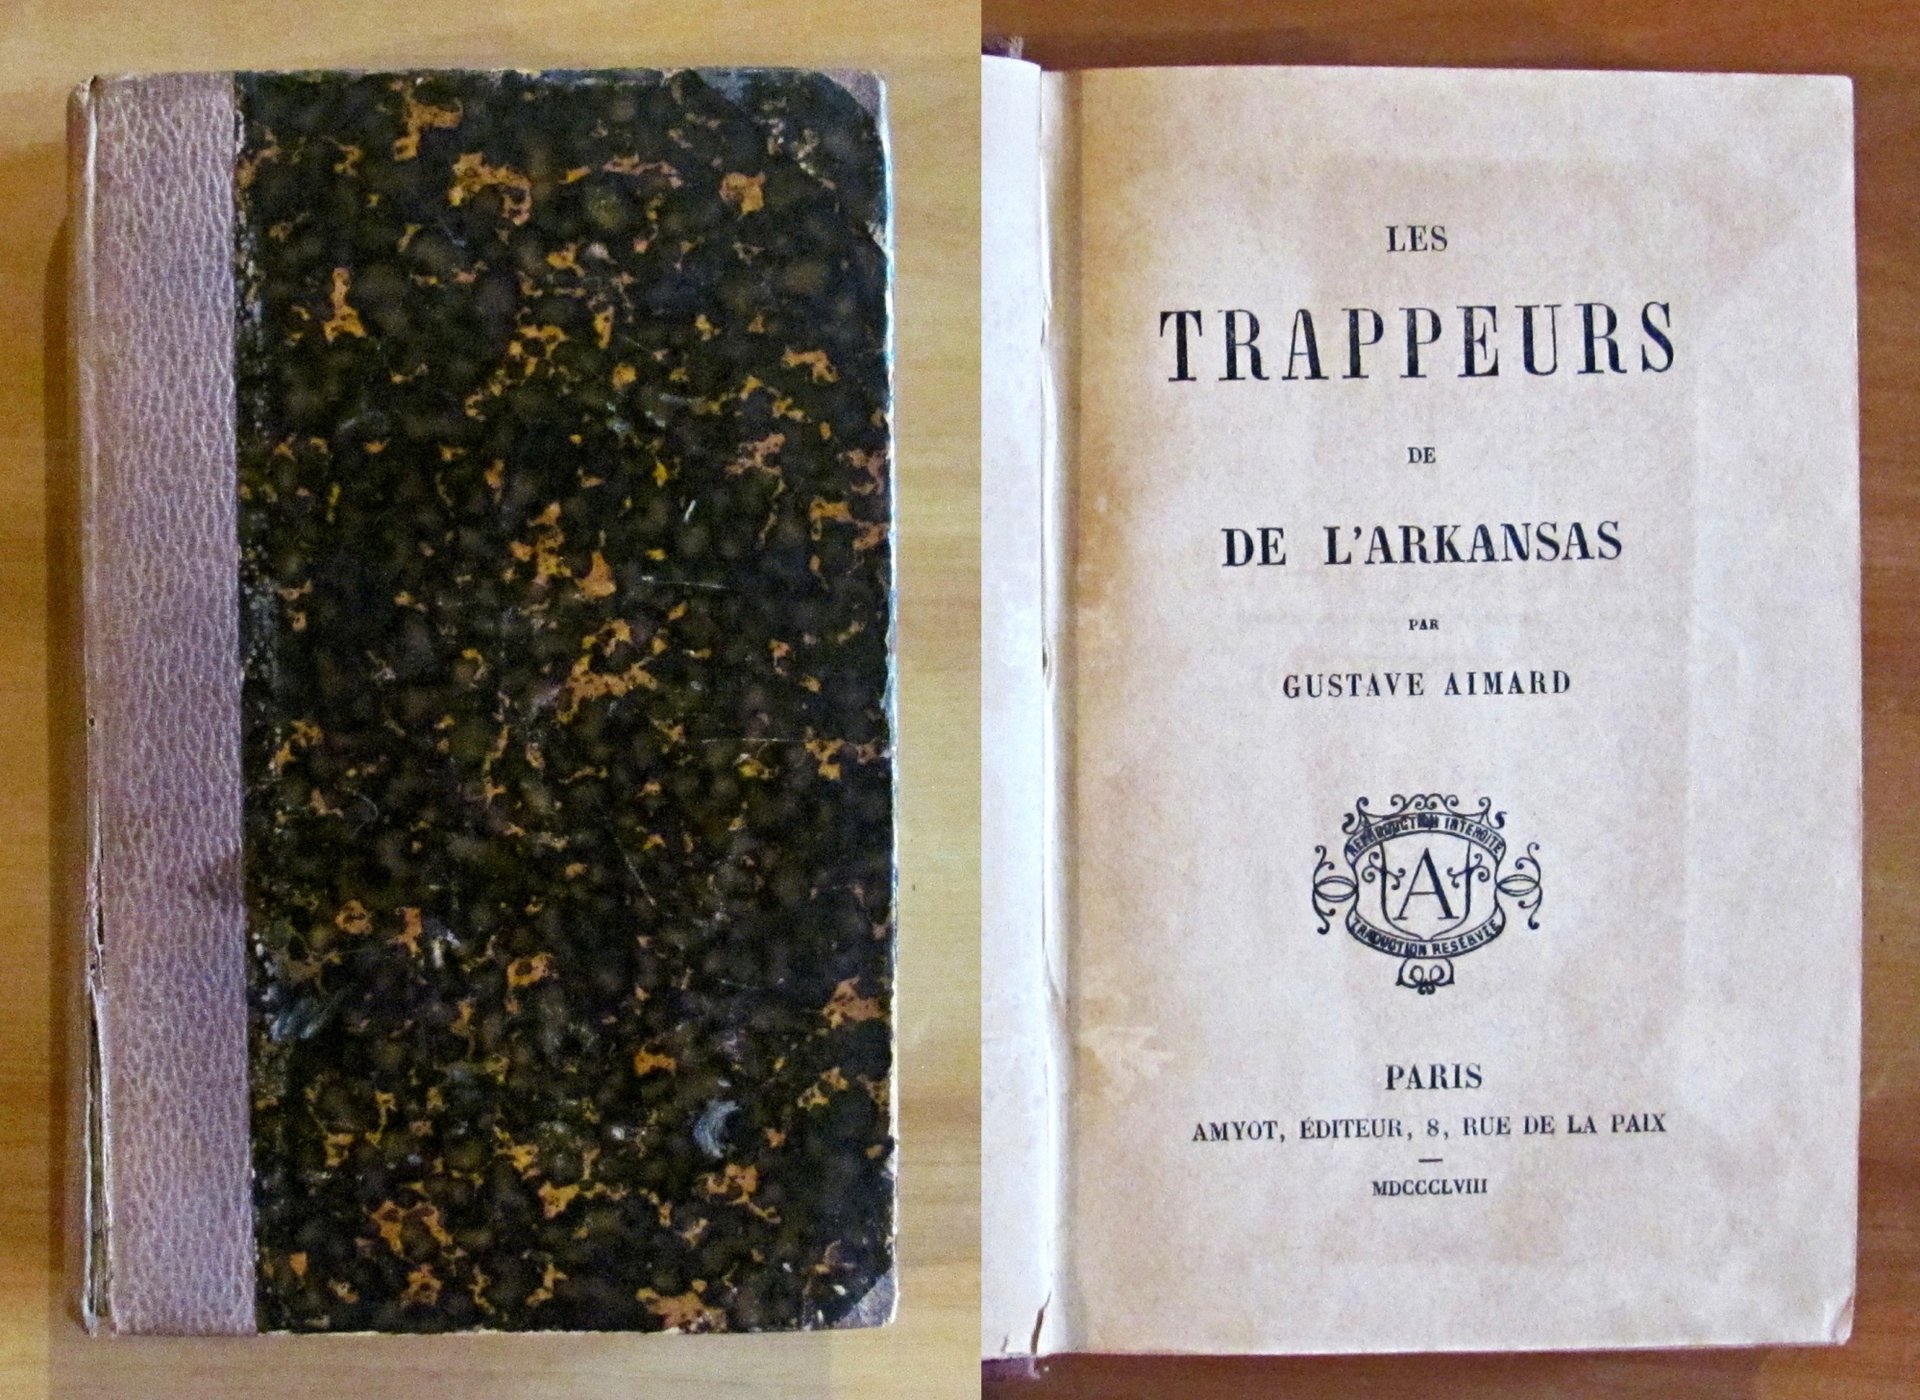 LES
TRAPPEURS
DE
DE L'ARKANSAS
PAR
GUSTAVE AIMARD
REPRODUCTION INTERDITE
A
TRADUCTION RESÉRVÉE
PARIS
AMYOT, ÉDITEUR, 8, RUE DE LA PAIX
MDCCCLVIII